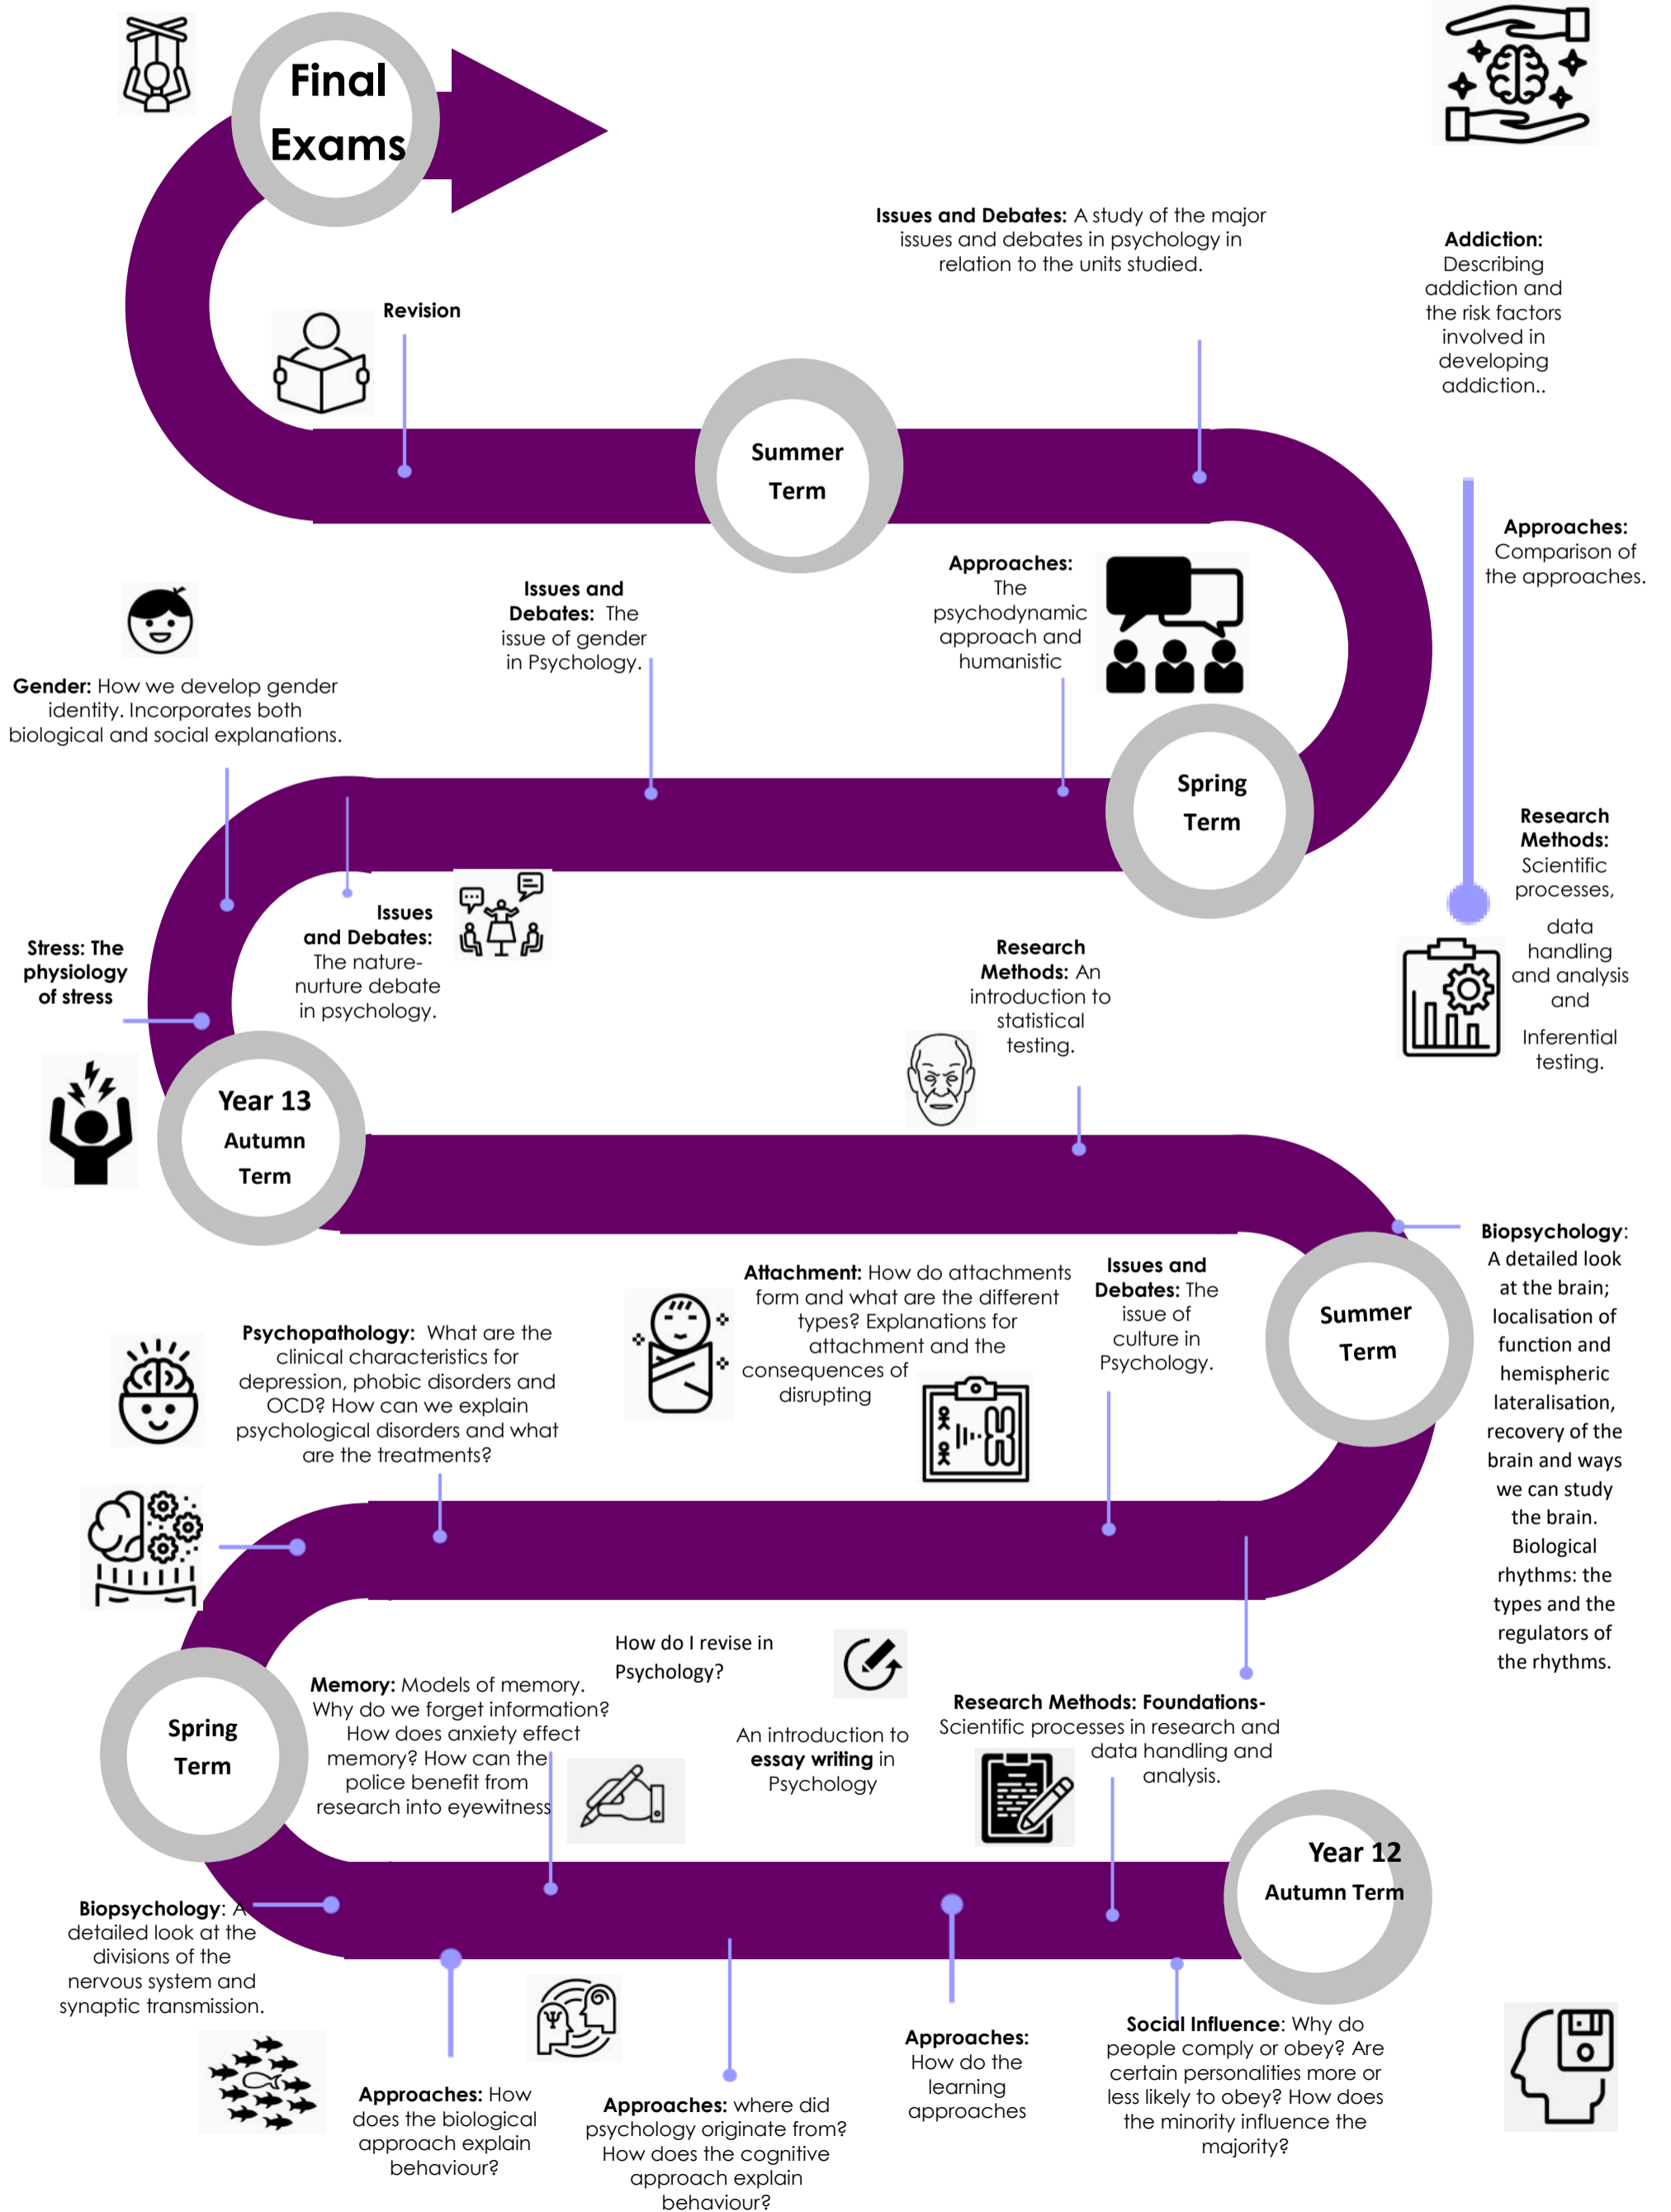 Final
Exams
Issues and Debates: A study of the major
issues and debates in psychology in
relation to the units studied.
Addiction:
Describing
addiction and
the risk factors
involved in
developing
addiction..
Revision
Summer
Term
Approaches:
Comparison of
the approaches.
Approaches:
The
psychodynamic
approach and
humanistic
Issues and
Debates: The
issue of gender
in Psychology.
Gender: How we develop gender
identity. Incorporates both
biological and social explanations.
Spring
Term
Research
Methods:
Scientific
processes,
data
handling
and analysis
and
Inferential
testing.
Issues
and Debates:
The nature-
nurture debate
in psychology.
Stress: The
physiology
of stress
Research
Methods: An
introduction to
statistical
testing.
Year 13
Autumn
Term
Biopsychology:
A detailed look
at the brain;
localisation of
function and
hemispheric
lateralisation,
recovery of the
brain and ways
we can study
the brain.
Biological
rhythms: the
types and the
regulators of
the rhythms.
Summer
Term
Issues and
Debates: The
issue of
culture in
Psychology.
Attachment: How do attachments
form and what are the different
types? Explanations for
attachment and the
consequences of
disrupting
Psychopathology: What are the
clinical characteristics for
depression, phobic disorders and
OCD? How can we explain
psychological disorders and what
are the treatments?
How do I revise in
Psychology?
Memory: Models of memory.
Why do we forget information?
How does anxiety effect
memory? How can the
police benefit from
research into eyewitness
Spring
Term
An introduction to
essay writing in
Psychology
Research Methods: Foundations-
Scientific processes in research and
data handling and
analysis.
Year 12
Autumn Term
Biopsychology: A
detailed look at the
divisions of the
nervous system and
synaptic transmission.
Approaches: How
does the biological
approach explain
behaviour?
Approaches: where did
psychology originate from?
How does the cognitive
approach explain
behaviour?
Approaches:
How do the
learning
approaches
Social Influence: Why do
people comply or obey? Are
certain personalities more or
less likely to obey? How does
the minority influence the
majority?